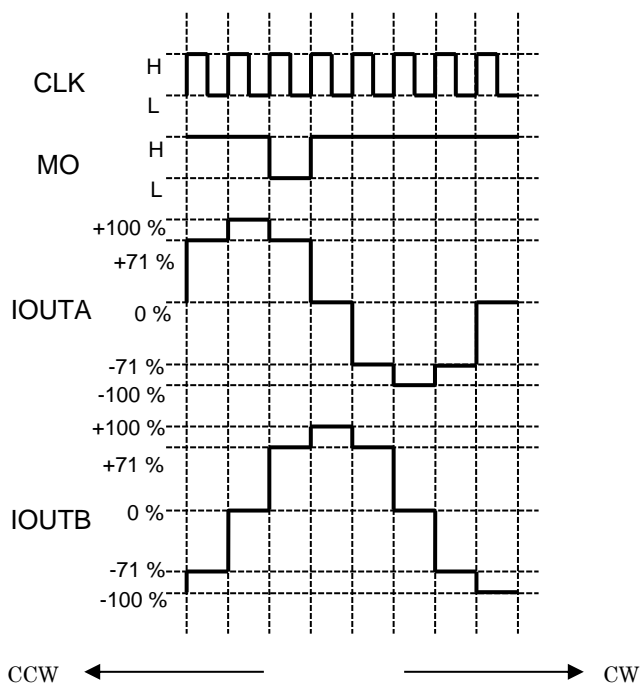 CLK
H
L
MO
H
L
IOUTA
+100 %
+71 %
0 %
-71 %
-100 %
IOUTB
+100 %
+71 %
0 %
-71 %
-100 %
CCW
CW